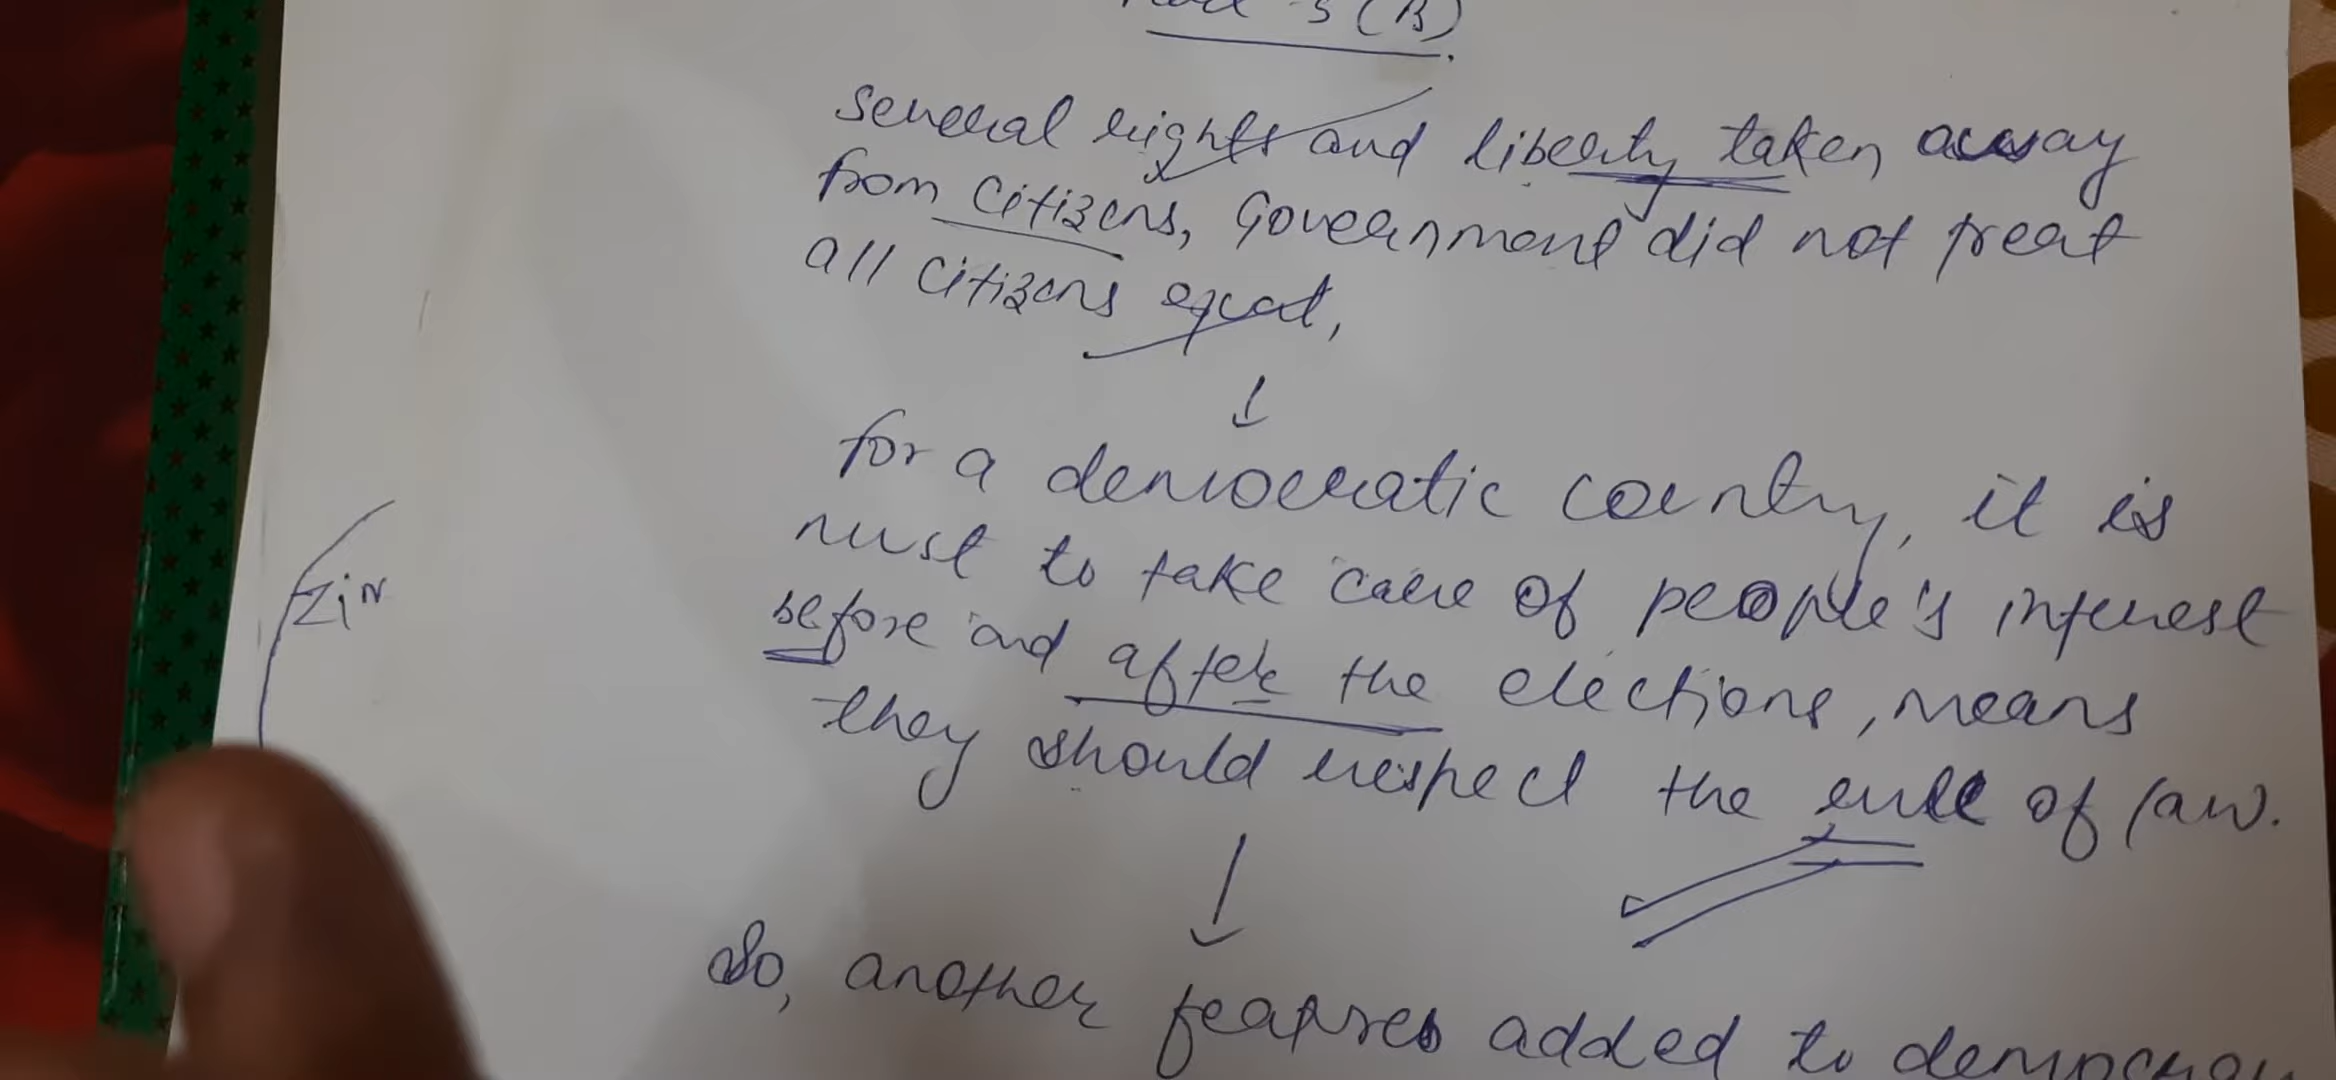 3 (B)
several rights and liberty taken away
from citizens, Government did not treat
all citizens equal,
for a democratic country, it is
must to take care of people's interest
before and after the elections, means
they should respect the rule of law.
So, another features added to democracy